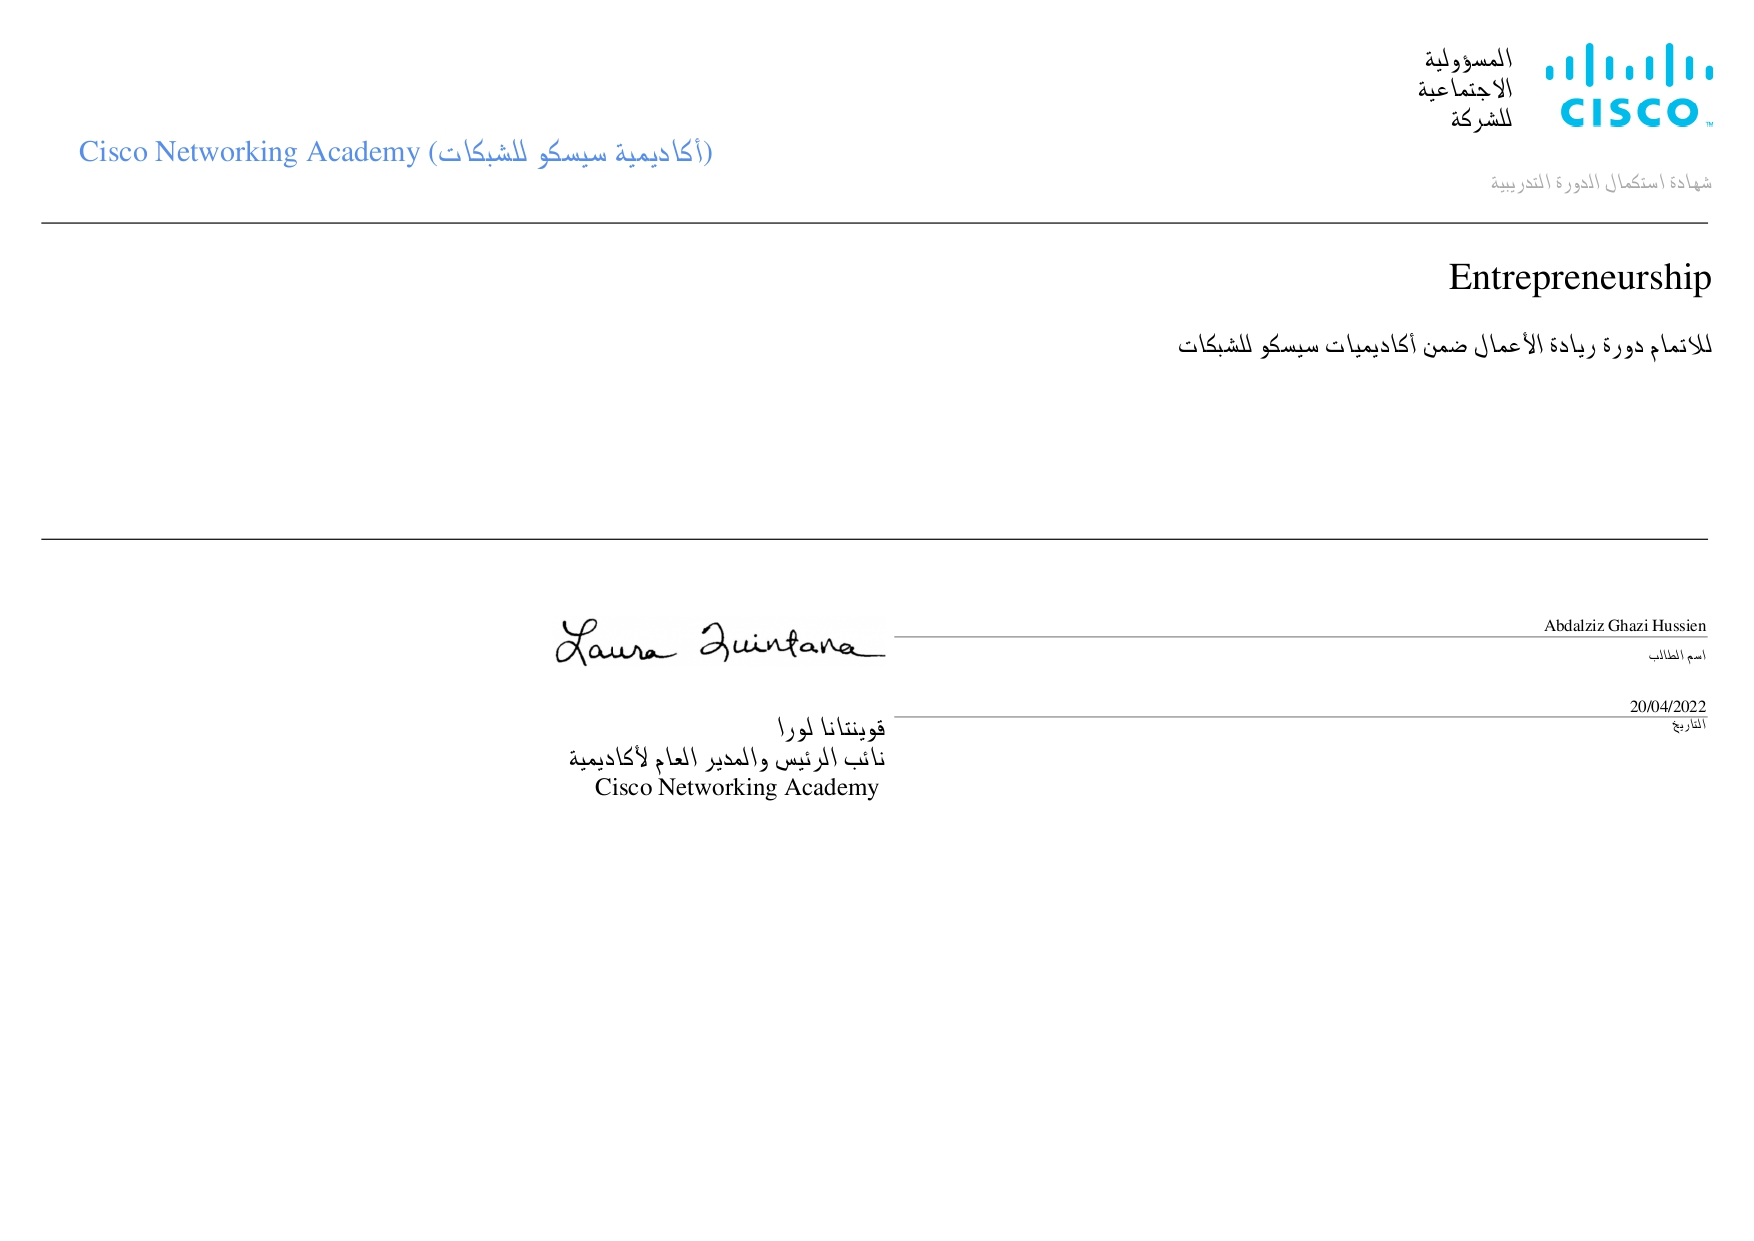 المسؤولية
الاجتماعية
للشركة
CISCO™
Cisco Networking Academy (أكاديمية سيسكو للشبكات)
شهادة استكمال الدورة التدريبية
Entrepreneurship
للاتمام دورة ريادة الأعمال ضمن أكاديميات سيسكو للشبكات
Abdalziz Ghazi Hussien
اسم الطالب
20/04/2022
التاريخ
Laura Quintana
قوينتانا لورا
نائب الرئيس والمدير العام لأكاديمية
Cisco Networking Academy